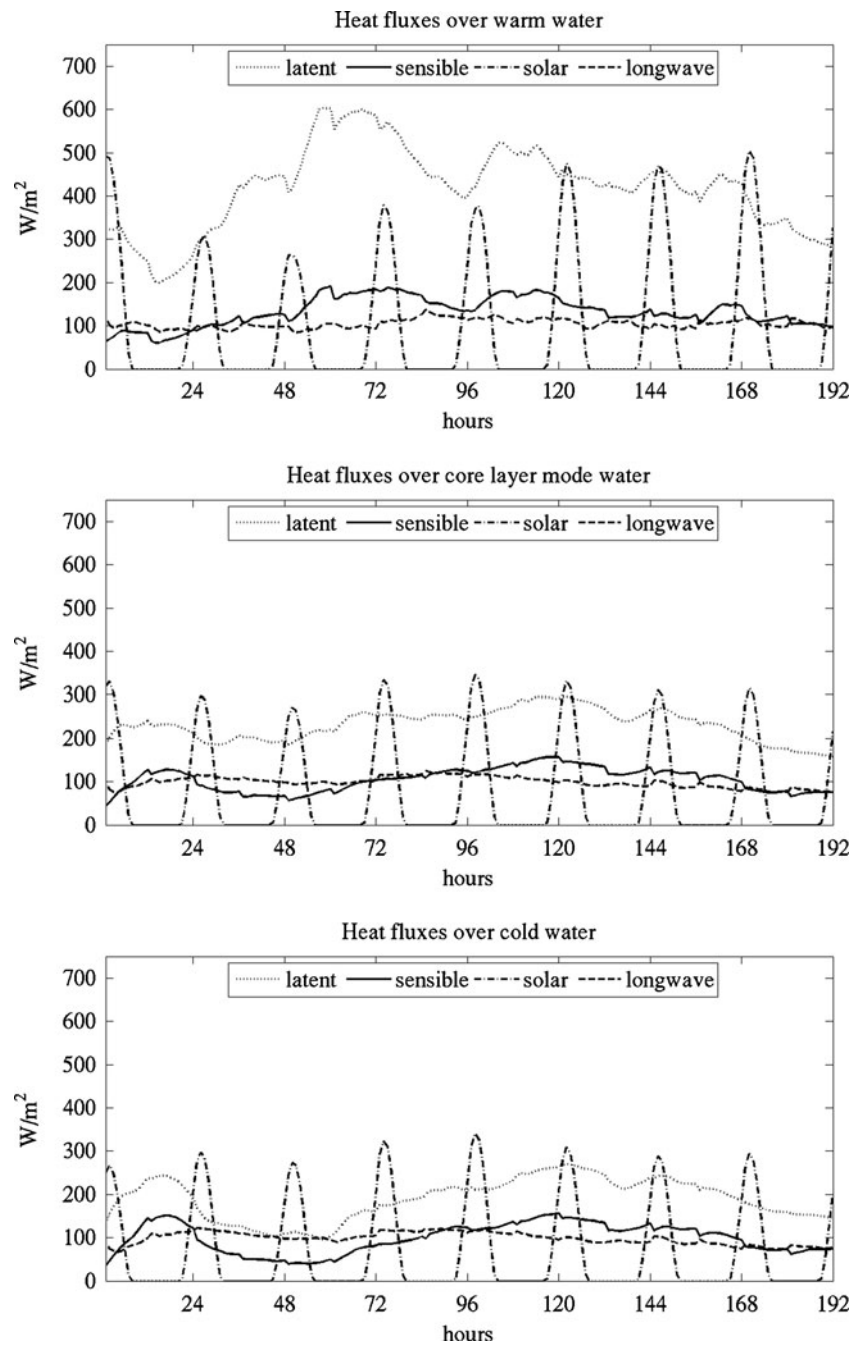 Heat fluxes over warm water
latent sensible solar longwave
700
600
500
400
300
200
100
0
W/m²
24 48 72 96 120 144 168 192
hours
Heat fluxes over core layer mode water
latent sensible solar longwave
700
600
500
400
300
200
100
0
W/m²
24 48 72 96 120 144 168 192
hours
Heat fluxes over cold water
latent sensible solar longwave
700
600
500
400
300
200
100
0
W/m²
24 48 72 96 120 144 168 192
hours